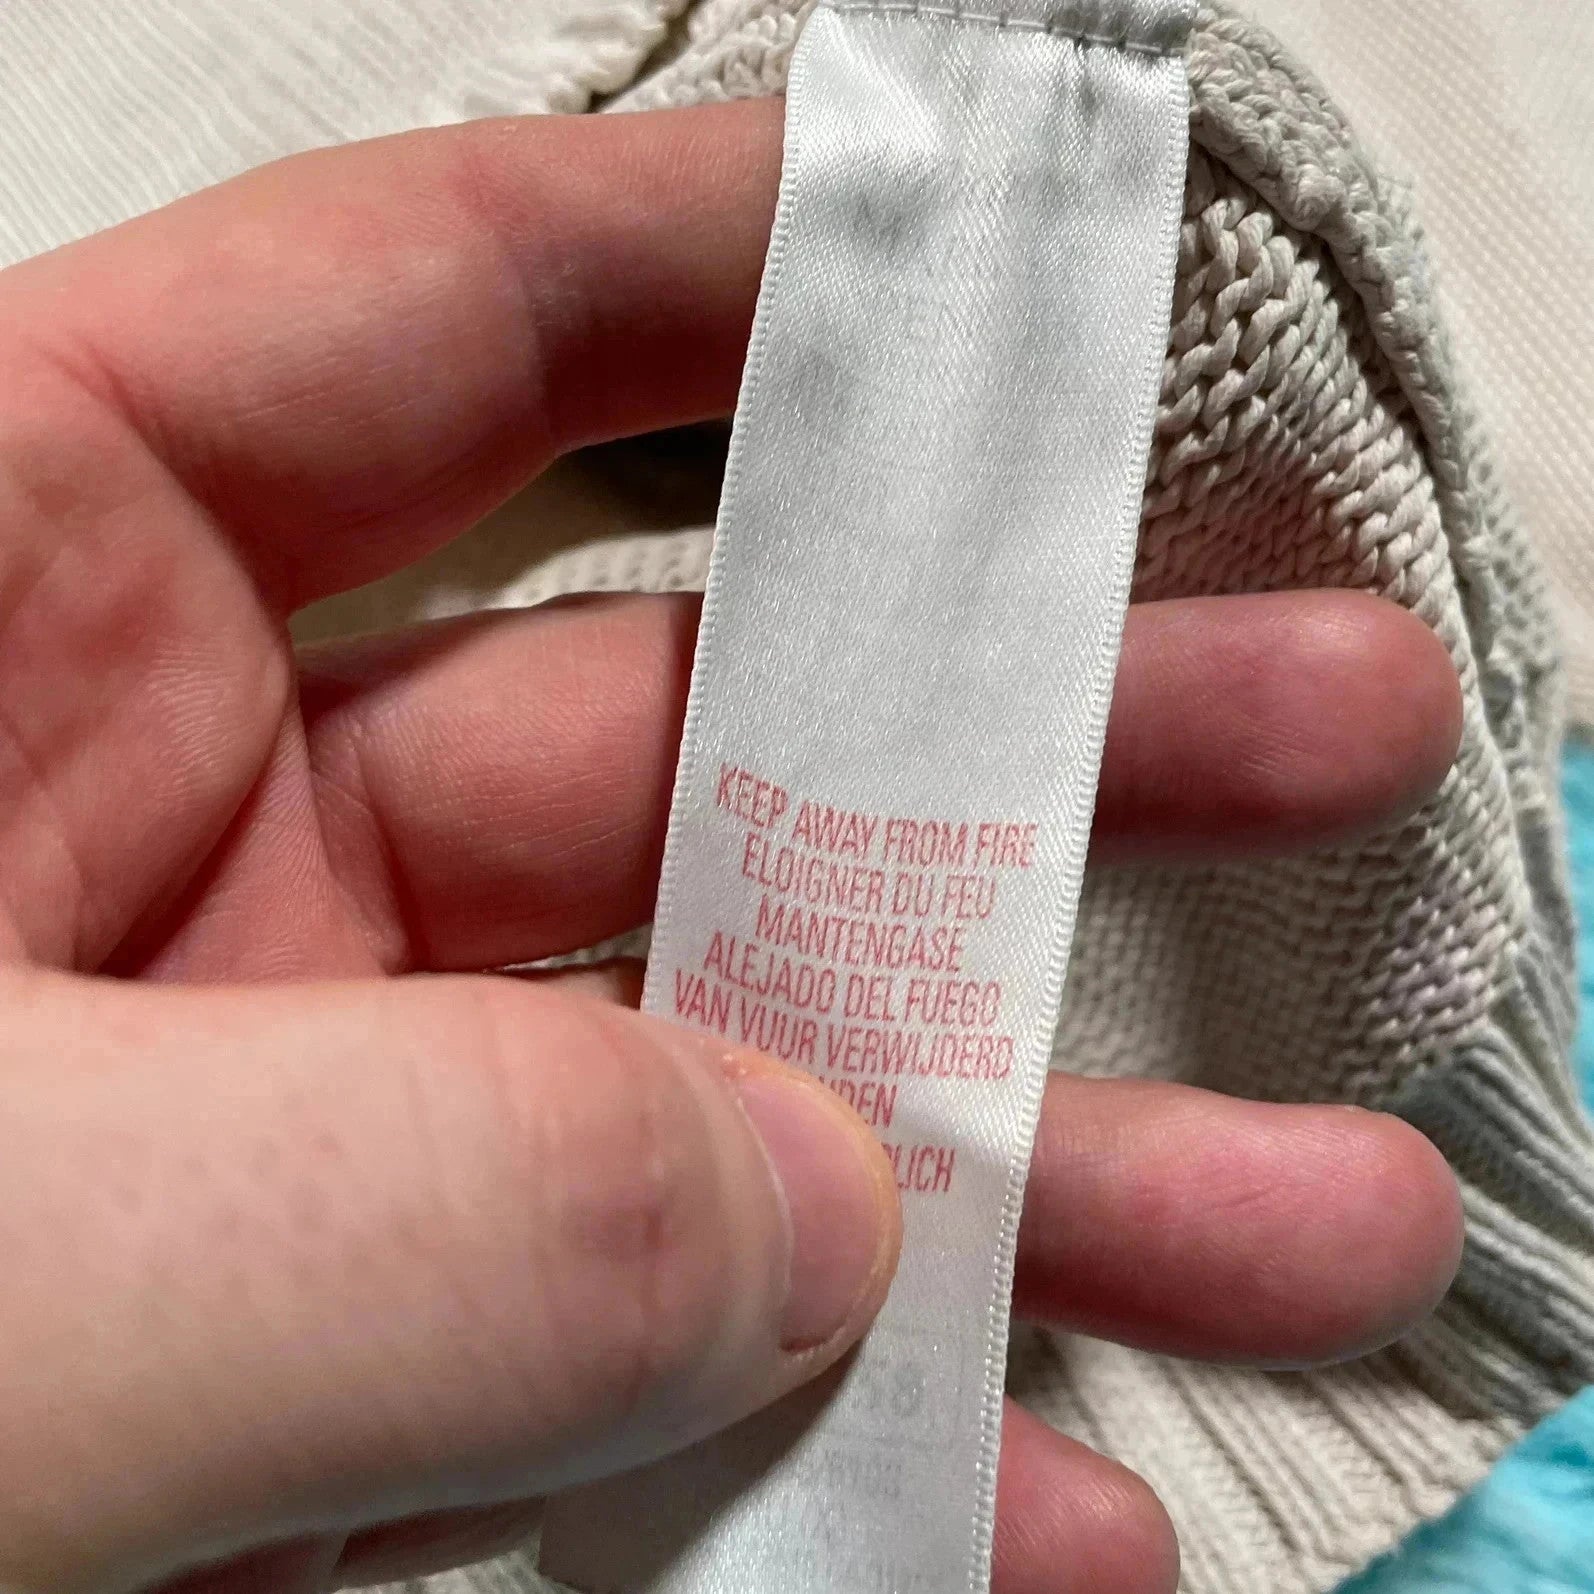 KEEP AWAY FROM FIRE
ELOIGNER DU FEU
MANTENGASE
ALEJADO DEL FUEGO
VAN VUUR VERWIJDERD